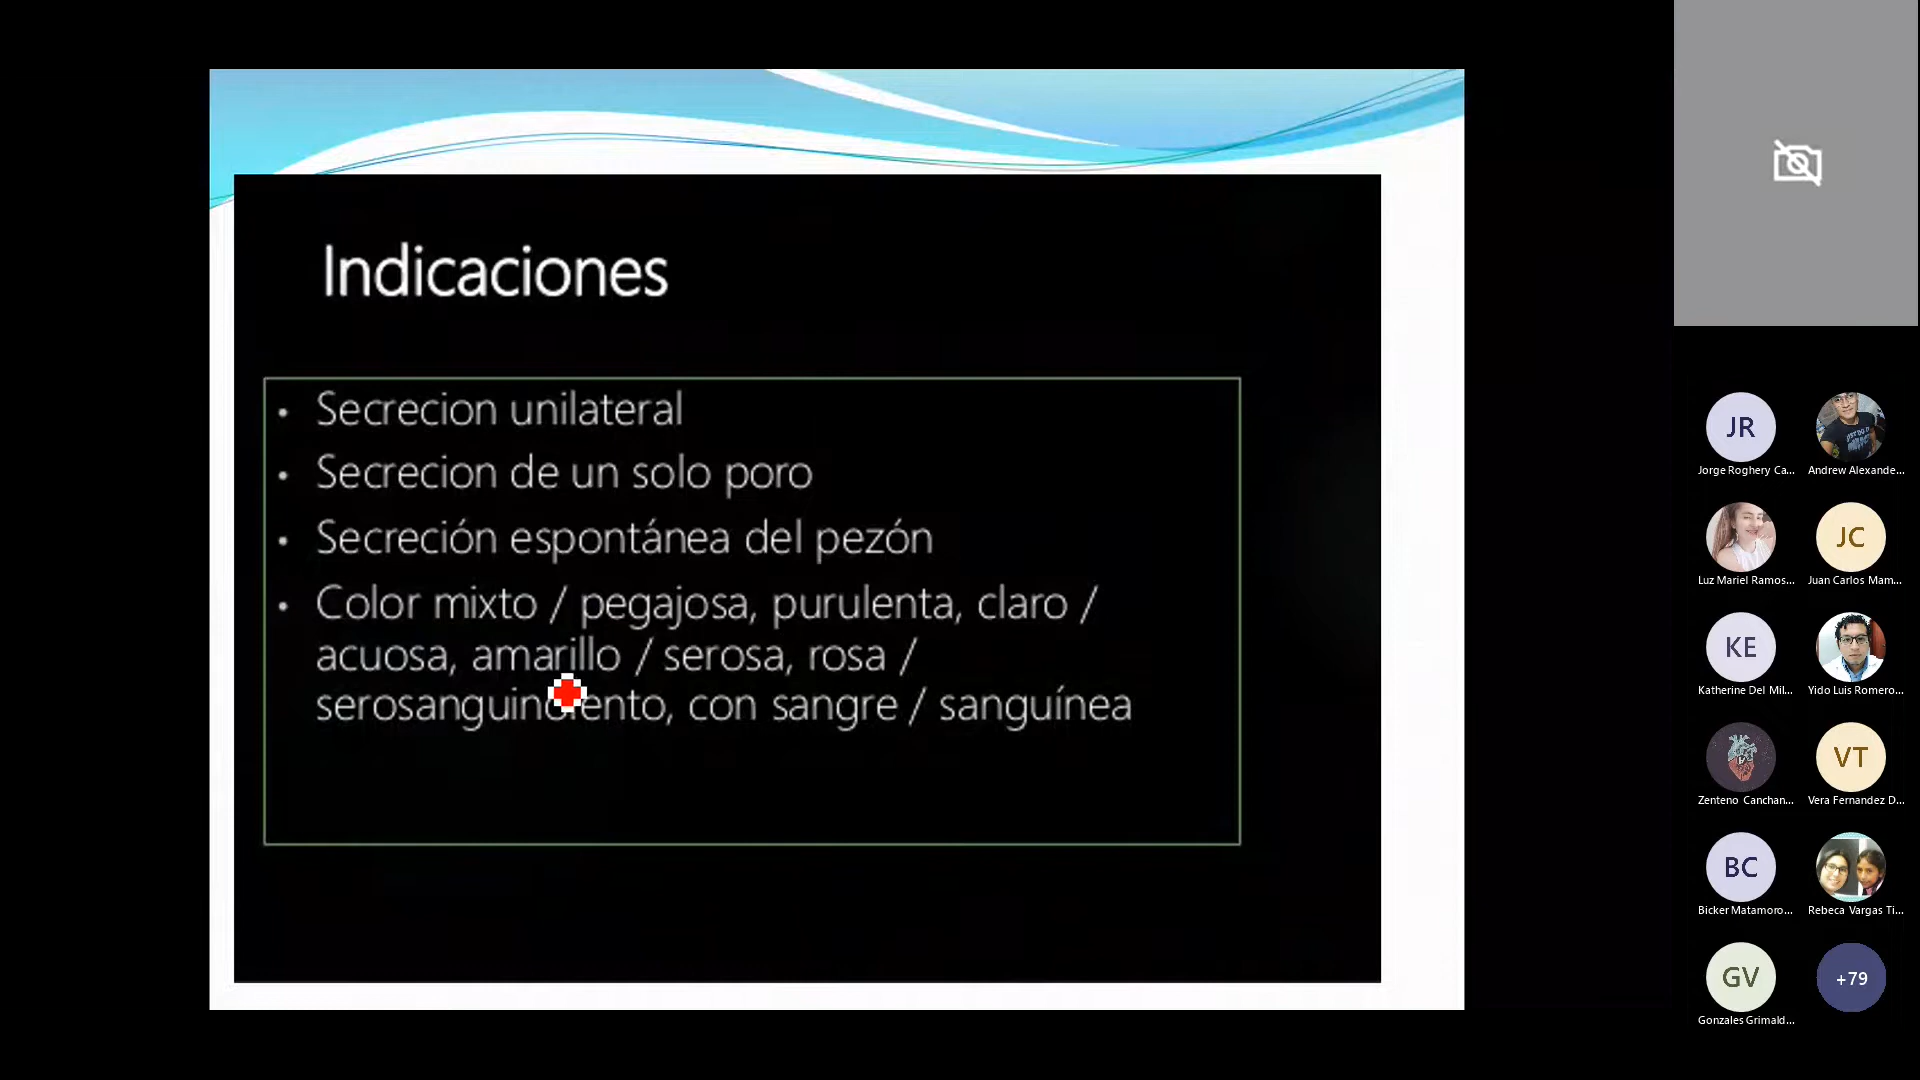 Indicaciones
• Secrecion unilateral
• Secrecion de un solo poro
• Secreción espontánea del pezón
• Color mixto / pegajosa, purulenta, claro /
acuosa, amarillo / serosa, rosa /
con sangre / sanguínea
JR
Jorge Roghery Ca...
Andrew Alexande...
Luz Mariel Ramos...
JC
Juan Carlos Mam...
KE
Katherine Del Mil...
Yido Luis Romero...
Zenteno Canchan...
VT
Vera Fernandez D...
BC
Bicker Matamoro...
Rebeca Vargas Ti...
GV
Gonzales Grimald...
+79